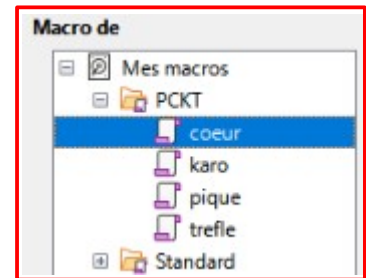 Macro de
Mes macros
PCKT
coeur
karo
pique
trefle
Standard